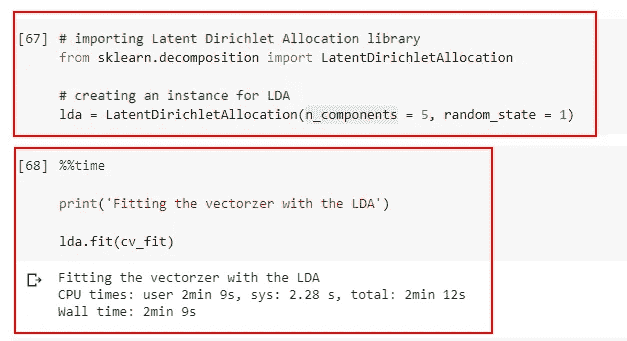 [67] # importing Latent Dirichlet Allocation library
from sklearn.decomposition import LatentDirichletAllocation
# creating an instance for LDA
lda = LatentDirichletAllocation(n_components = 5, random_state = 1)
[68] %%time
print('Fitting the vectorzer with the LDA')
lda.fit(cv_fit)
Fitting the vectorzer with the LDA
CPU times: user 2min 9s, sys: 2.28 s, total: 2min 12s
Wall time: 2min 9s